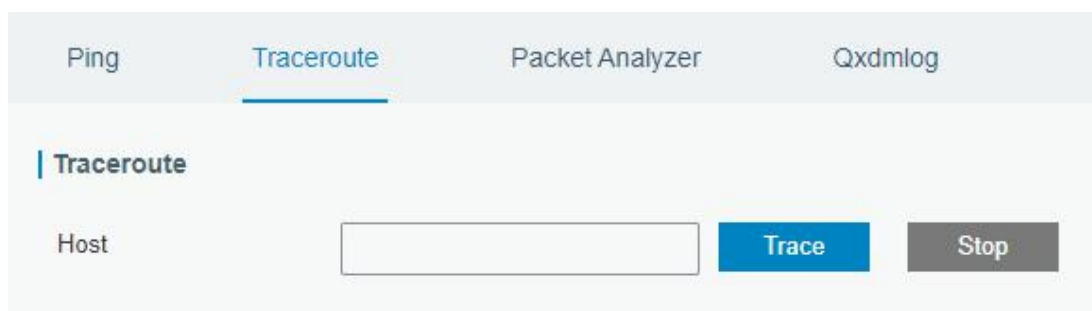 Ping Traceroute Packet Analyzer Qxdmlog
Traceroute
Host Trace Stop